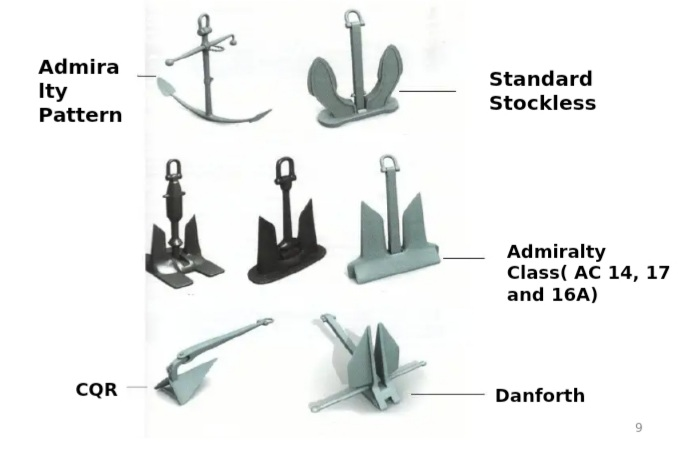 Admira
lty
Pattern
Standard
Stockless
Admiralty
Class( AC 14, 17
and 16A)
CQR
Danforth
9